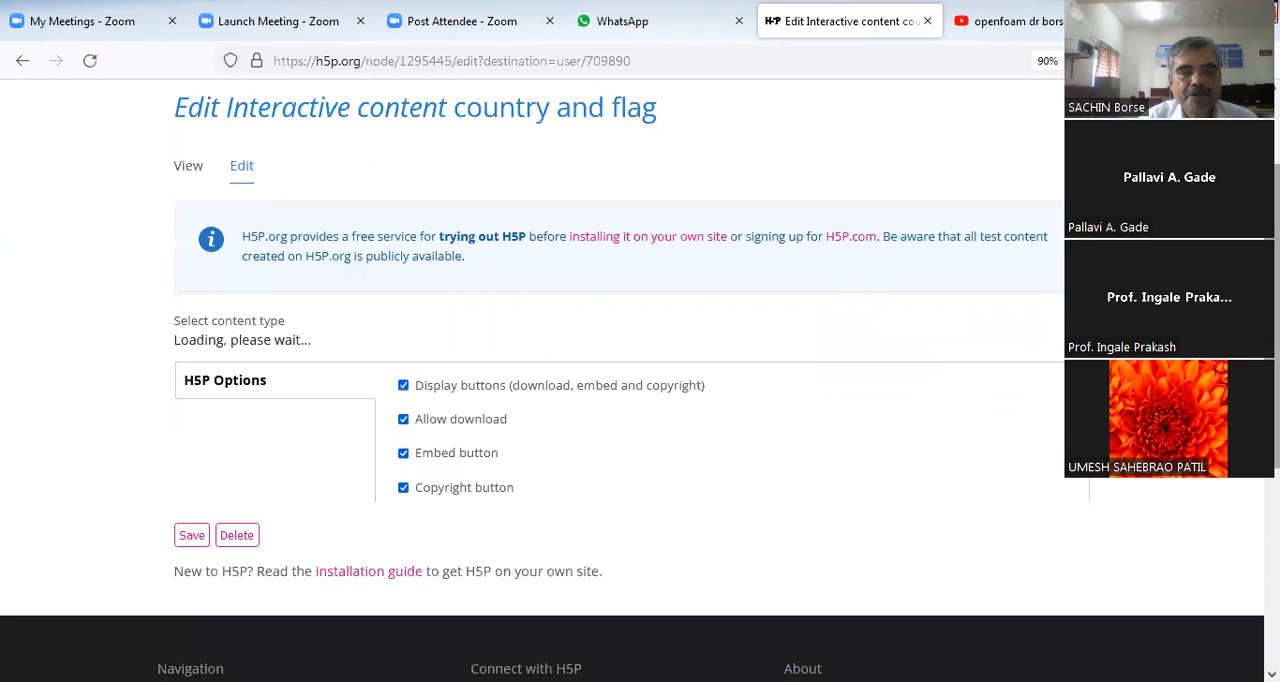 My Meetings - Zoom
Launch Meeting - Zoom
Post Attendee - Zoom
WhatsApp
H5P Edit Interactive content cou
openfoam dr bors
https://h5p.org/node/1295445/edit?destination=user/709890
90%
Edit Interactive content country and flag
View
Edit
H5P.org provides a free service for trying out H5P before installing it on your own site or signing up for H5P.com. Be aware that all test content
created on H5P.org is publicly available.
Select content type
Loading, please wait...
H5P Options
Display buttons (download, embed and copyright)
Allow download
Embed button
Copyright button
Save
Delete
New to H5P? Read the installation guide to get H5P on your own site.
Navigation
Connect with H5P
About
SACHIN Borse
Pallavi A. Gade
Pallavi A. Gade
Prof. Ingale Praka...
Prof. Ingale Prakash
UMESH SAHEBRAO PATIL